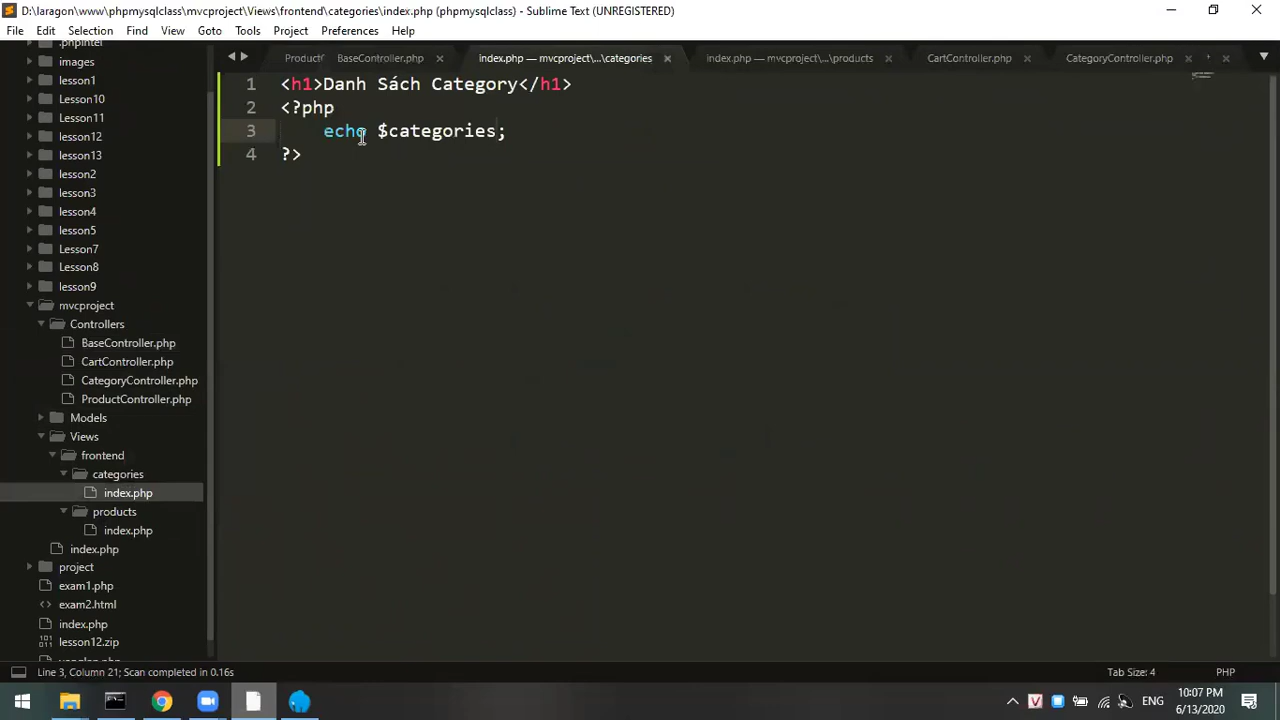 D:\laragon\www\phpmysqlclass\mvcproject\Views\frontend\categories\index.php (phpmysqlclass) - Sublime Text (UNREGISTERED)
File Edit Selection Find View Goto Tools Project Preferences Help
BaseController.php index.php — mvcproject\...\categories index.php — mvcproject\...\products CartController.php CategoryController.php
.phpintel
images
lesson1
Lesson10
Lesson11
lesson12
lesson13
lesson2
lesson3
lesson4
lesson5
Lesson7
Lesson8
lesson9
mvcproject
Controllers
BaseController.php
CartController.php
CategoryController.php
ProductController.php
Models
Views
frontend
categories
index.php
products
index.php
index.php
project
exam1.php
exam2.html
index.php
lesson12.zip
1 <h1>Danh Sách Category</h1>
2 <?php
3 echo $categories;
4 ?>
Line 3, Column 21; Scan completed in 0.16s Tab Size: 4 PHP
ENG 10:07 PM
6/13/2020